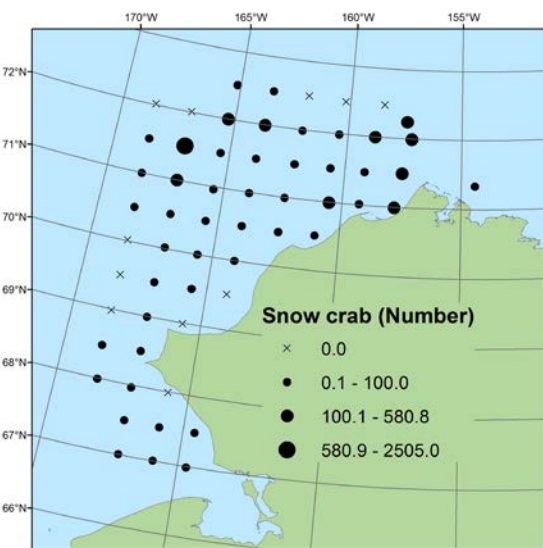 170°W 165°W 160°W 155°W
72°N
71°N
70°N
69°N
68°N
67°N
66°N
Snow crab (Number)
0.0
0.1 - 100.0
100.1 - 580.8
580.9 - 2505.0